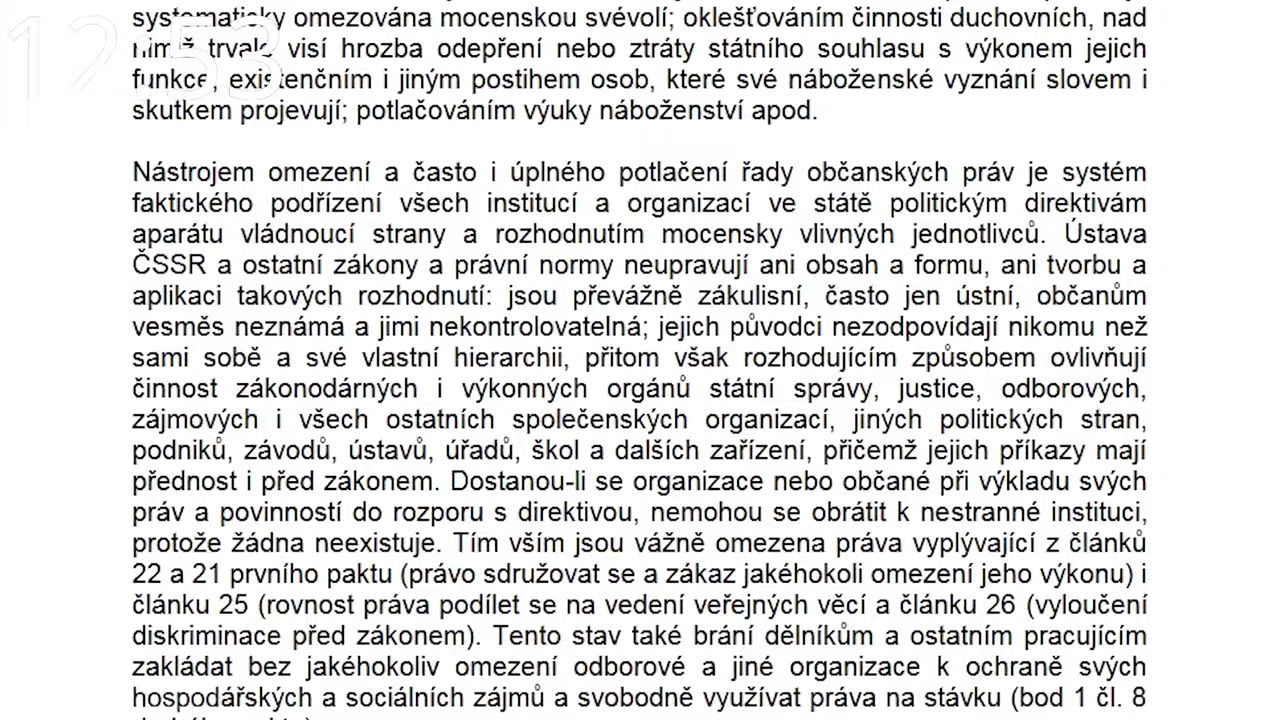 systematicky omezována mocenskou svévolí; oklešťováním činnosti duchovních, nad
nimiž trvale visí hrozba odepření nebo ztráty státního souhlasu s výkonem jejich
funkce, existenčním i jiným postihem osob, které své náboženské vyznání slovem i
skutkem projevují; potlačováním výuky náboženství apod.
12:53
Nástrojem omezení a často i úplného potlačení řady občanských práv je systém
faktického podřízení všech institucí a organizací ve státě politickým direktivám
aparátu vládnoucí strany a rozhodnutím mocensky vlivných jednotlivců. Ústava
ČSSR a ostatní zákony a právní normy neupravují ani obsah a formu, ani tvorbu a
aplikaci takových rozhodnutí: jsou převážně zákulisní, často jen ústní, občanům
vesměs neznámá a jimi nekontrolovatelná; jejich původci nezodpovídají nikomu než
sami sobě a své vlastní hierarchii, přitom však rozhodujícím způsobem ovlivňují
činnost zákonodárných i výkonných orgánů státní správy, justice, odborových,
zájmových i všech ostatních společenských organizací, jiných politických stran,
podniků, závodů, ústavů, úřadů, škol a dalších zařízení, přičemž jejich příkazy mají
přednost i před zákonem. Dostanou-li se organizace nebo občané při výkladu svých
práv a povinností do rozporu s direktivou, nemohou se obrátit k nestranné instituci,
protože žádna neexistuje. Tím vším jsou vážně omezena práva vyplývající z článků
22 a 21 prvního paktu (právo sdružovat se a zákaz jakéhokoli omezení jeho výkonu) i
článku 25 (rovnost práva podílet se na vedení veřejných věcí a článku 26 (vyloučení
diskriminace před zákonem). Tento stav také brání dělníkům a ostatním pracujícím
zakládat bez jakéhokoliv omezení odborové a jiné organizace k ochraně svých
hospodářských a sociálních zájmů a svobodně využívat práva na stávku (bod 1 čl. 8